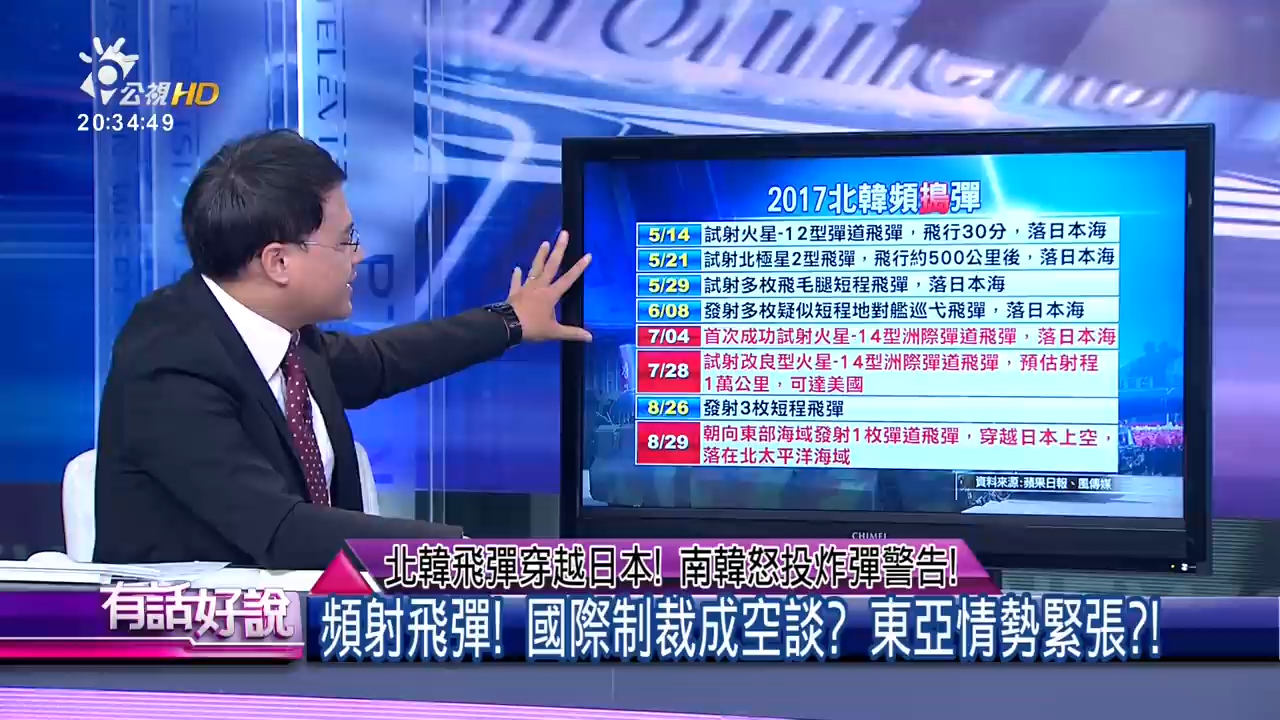 公視HD
20:34:49
2017北韓頻搗彈
5/14 試射火星-12型彈道飛彈，飛行30分，落日本海
5/21 試射北極星2型飛彈，飛行約500公里後，落日本海
5/29 試射多枚飛毛腿短程飛彈，落日本海
6/08 發射多枚疑似短程地對艦巡弋飛彈，落日本海
7/04 首次成功試射火星-14型洲際彈道飛彈，落日本海
7/28 試射改良型火星-14型洲際彈道飛彈，預估射程
1萬公里，可達美國
8/26 發射3枚短程飛彈
8/29 朝向東部海域發射1枚彈道飛彈，穿越日本上空，
落在北太平洋海域
資料來源:蘋果日報、風傳媒
CHIMEI
北韓飛彈穿越日本! 南韓怒投炸彈警告!
有話好說
頻射飛彈! 國際制裁成空談? 東亞情勢緊張?!